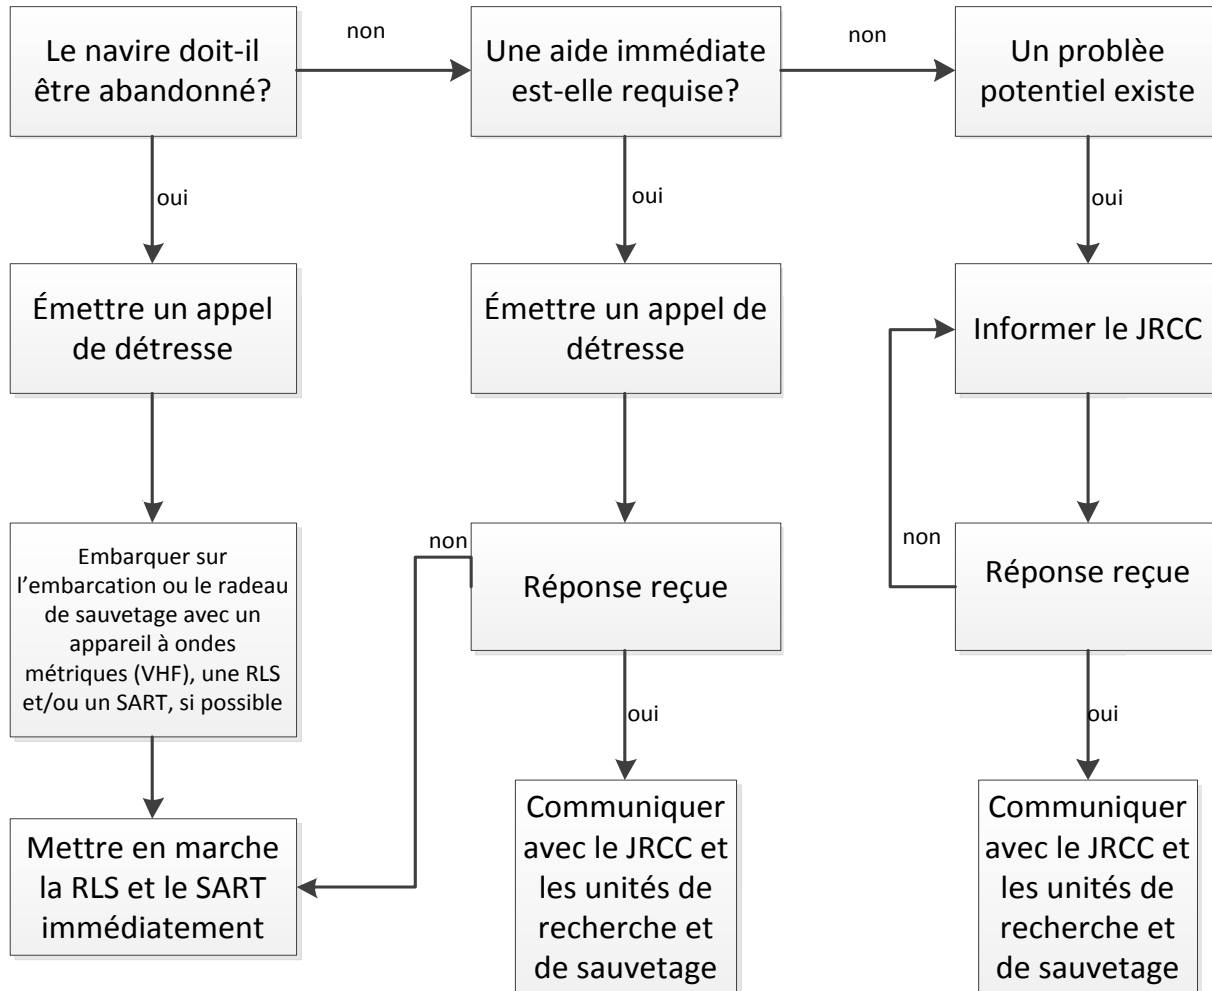 Le navire doit-il
être abandonné?
non
Une aide immédiate
est-elle requise?
non
Un problèe
potentiel existe
oui
oui
oui
Émettre un appel
de détresse
Émettre un appel de
détresse
Informer le JRCC
Embarquer sur
l’embarcation ou le radeau
de sauvetage avec un
appareil à ondes
métriques (VHF), une RLS
et/ou un SART, si possible
non
Réponse reçue
non
Réponse reçue
oui
oui
Mettre en marche
la RLS et le SART
immédiatement
Communiquer
avec le JRCC et
les unités de
recherche et
de sauvetage
Communiquer
avec le JRCC et
les unités de
recherche et
de sauvetage